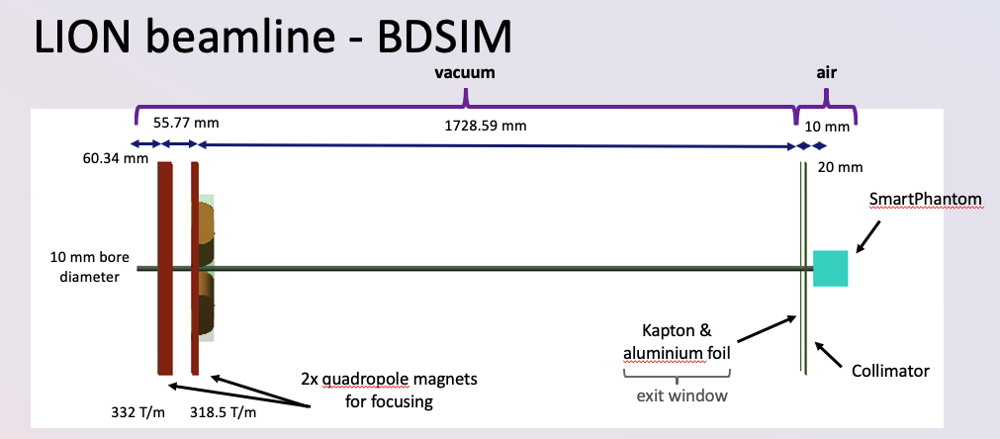 LION beamline - BDSIM
vacuum
air
55.77 mm
1728.59 mm
10 mm
60.34 mm
20 mm
SmartPhantom
10 mm bore
diameter
Kapton &
aluminium foil
exit window
Collimator
2x quadropole magnets
for focusing
332 T/m
318.5 T/m